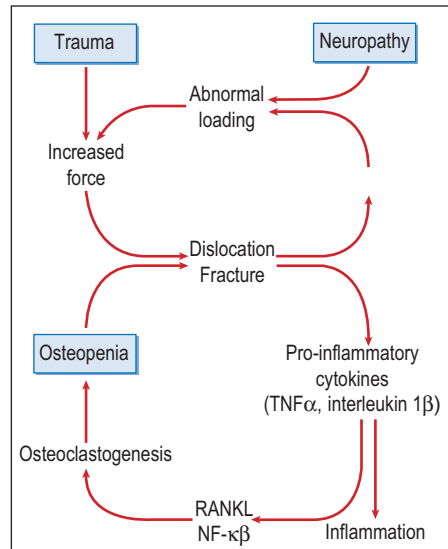 Trauma
Neuropathy
Abnormal
loading
Increased
force
Dislocation
Fracture
Osteopenia
Pro-inflammatory
cytokines
(TNFα, interleukin 1β)
Osteoclastogenesis
RANKL
NF-κβ
Inflammation